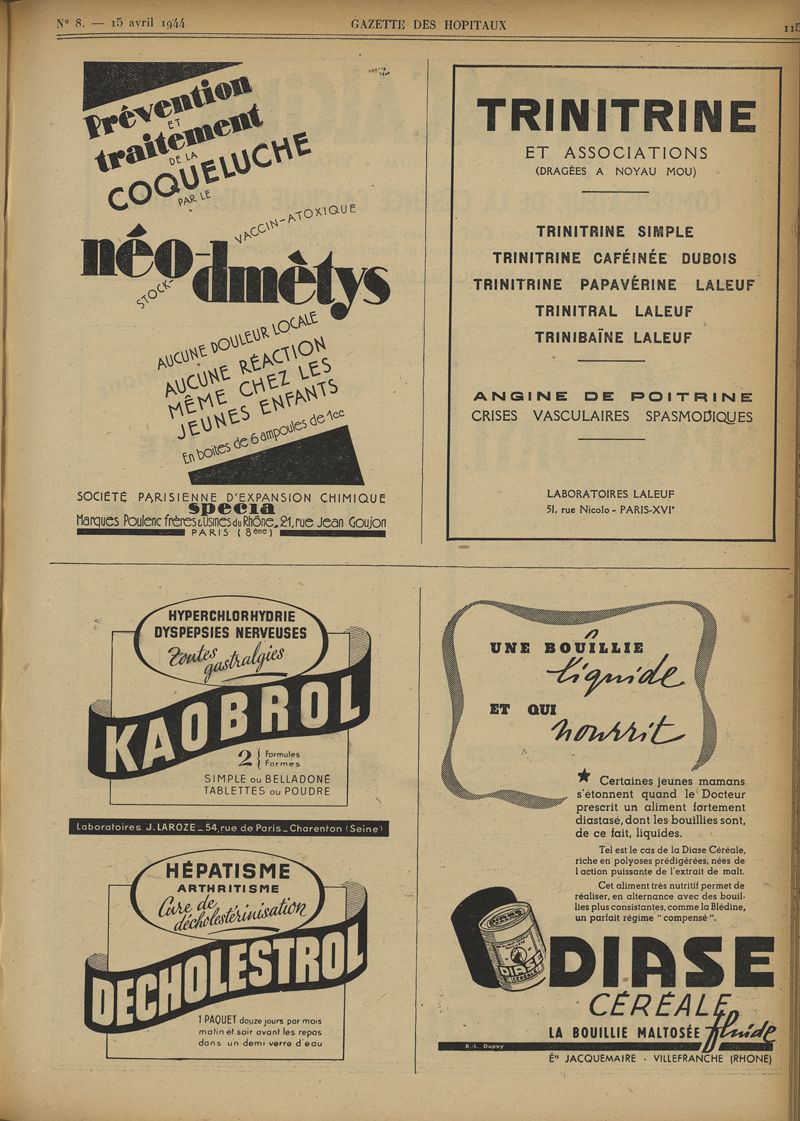 N° 8. — 15 avril 1944
GAZETTE DES HOPITAUX
115
Prévention
ET
traitement
DE LA
COQUELUCHE
PAR LE
VACCIN-ATOXIQUE
néo-
STOCK-
dmètys
AUCUNE DOULEUR LOCALE
AUCUNE RÉACTION
MÊME CHEZ LES
JEUNES ENFANTS
En boites de 6 ampoules de 1cc
SOCIÉTÉ PARISIENNE D'EXPANSION CHIMIQUE
specia
Marques Poulenc frères & Usines du Rhône_21, rue Jean Goujon
PARIS (8ème)
TRINITRINE
ET ASSOCIATIONS
(DRAGÉES A NOYAU MOU)
TRINITRINE SIMPLE
TRINITRINE CAFÉINÉE DUBOIS
TRINITRINE PAPAVÉRINE LALEUF
TRINITRAL LALEUF
TRINIBAÏNE LALEUF
ANGINE DE POITRINE
CRISES VASCULAIRES SPASMODIQUES
LABORATOIRES LALEUF
51, rue Nicolo - PARIS-XVIᵉ
HYPERCHLORHYDRIE
DYSPEPSIES NERVEUSES
toutes
gastralgies
KAOBROL
2 { Formules
Formes
SIMPLE ou BELLADONÉ
TABLETTES ou POUDRE
Laboratoires J. LAROZE _ 54, rue de Paris _ Charenton (Seine)
HÉPATISME
ARTHRITISME
Cure de
décholestérinisation
DECHOLESTROL
1 PAQUET douze jours par mois
matin et soir avant les repas
dans un demi verre d'eau
UNE BOUILLIE
liquide
ET QUI
nourrit
★ Certaines jeunes mamans
s'étonnent quand le Docteur
prescrit un aliment fortement
diastasé, dont les bouillies sont,
de ce fait, liquides.
Tel est le cas de la Diase Céréale,
riche en polyoses prédigérées, nées de
l action puissante de l'extrait de malt.
Cet aliment très nutritif permet de
réaliser, en alternance avec des bouil-
lies plus consistantes, comme la Blédine,
un parfait régime "compensé".
DIASE
CÉRÉALE
DIASE
CÉRÉALE
LA BOUILLIE MALTOSÉE fluide
R.-L. Dupuy
Éᵗˢ JACQUEMAIRE - VILLEFRANCHE (RHONE)